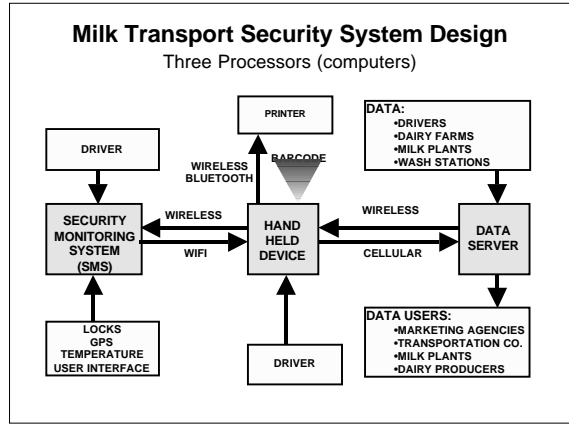 Milk Transport Security System Design
Three Processors (computers)
PRINTER
DATA:
•DRIVERS
•DAIRY FARMS
•MILK PLANTS
•WASH STATIONS
DRIVER
WIRELESS
BLUETOOTH
BARCODE
SECURITY
MONITORING
SYSTEM
(SMS)
WIRELESS
WIFI
HAND
HELD
DEVICE
WIRELESS
CELLULAR
DATA
SERVER
LOCKS
GPS
TEMPERATURE
USER INTERFACE
DRIVER
DATA USERS:
•MARKETING AGENCIES
•TRANSPORTATION CO.
•MILK PLANTS
•DAIRY PRODUCERS